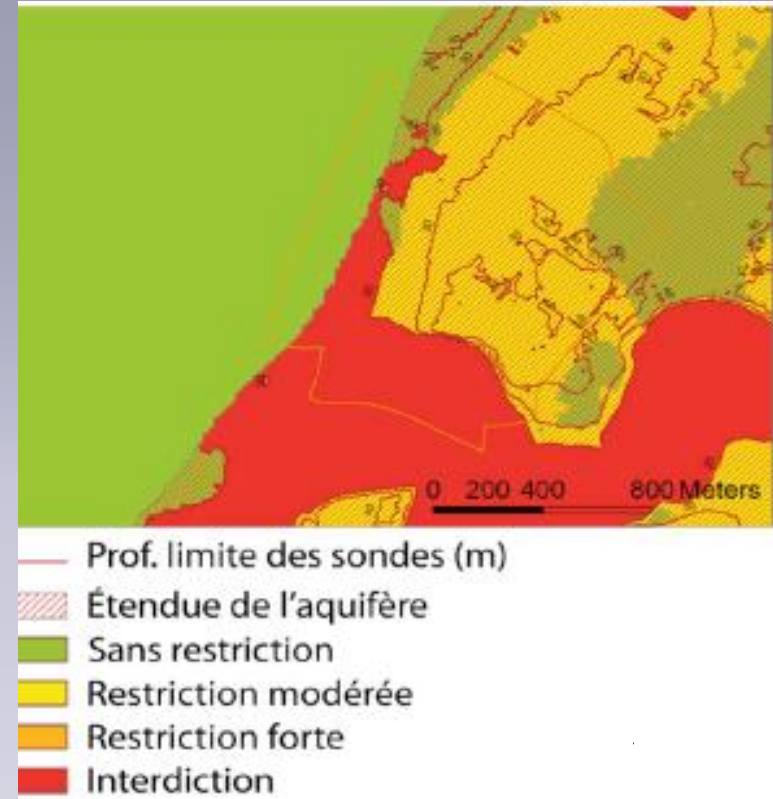 0 200 400 800 Meters
Prof. limite des sondes (m)
Étendue de l'aquifère
Sans restriction
Restriction modérée
Restriction forte
Interdiction